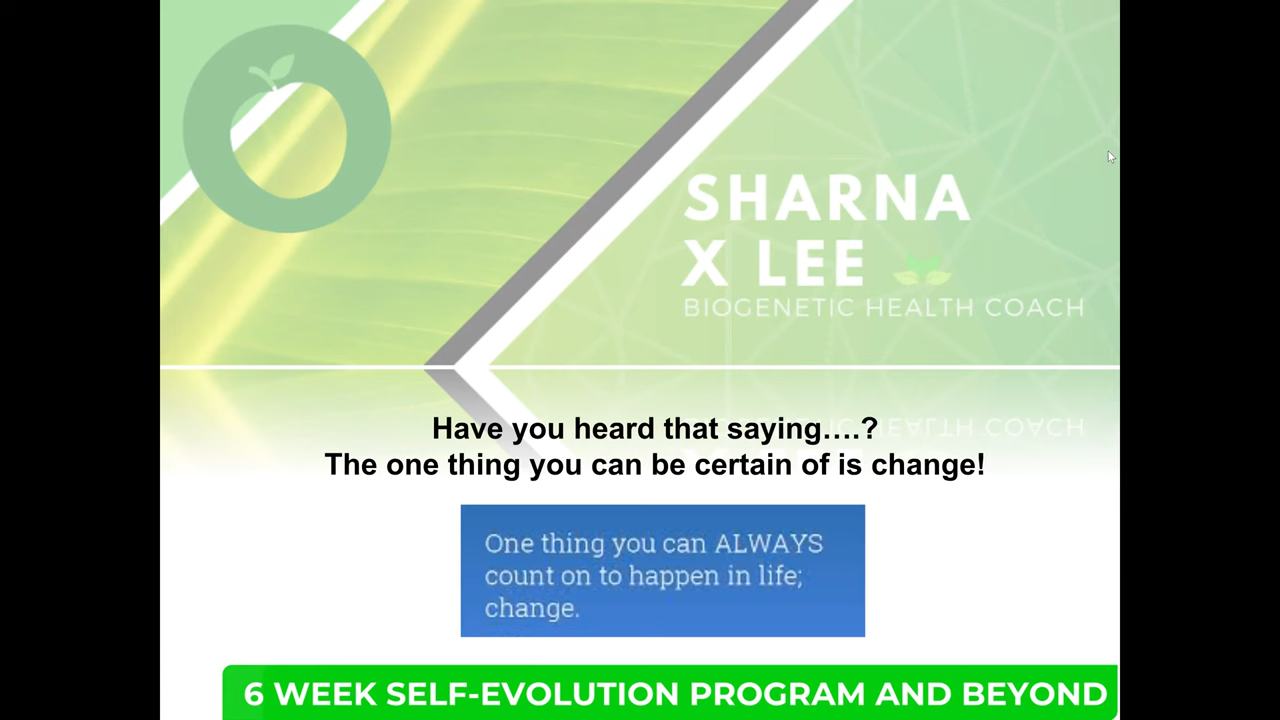 SHARNA
X LEE
BIOGENETIC HEALTH COACH
Have you heard that saying….?
The one thing you can be certain of is change!
One thing you can ALWAYS
count on to happen in life;
change.
6 WEEK SELF-EVOLUTION PROGRAM AND BEYOND